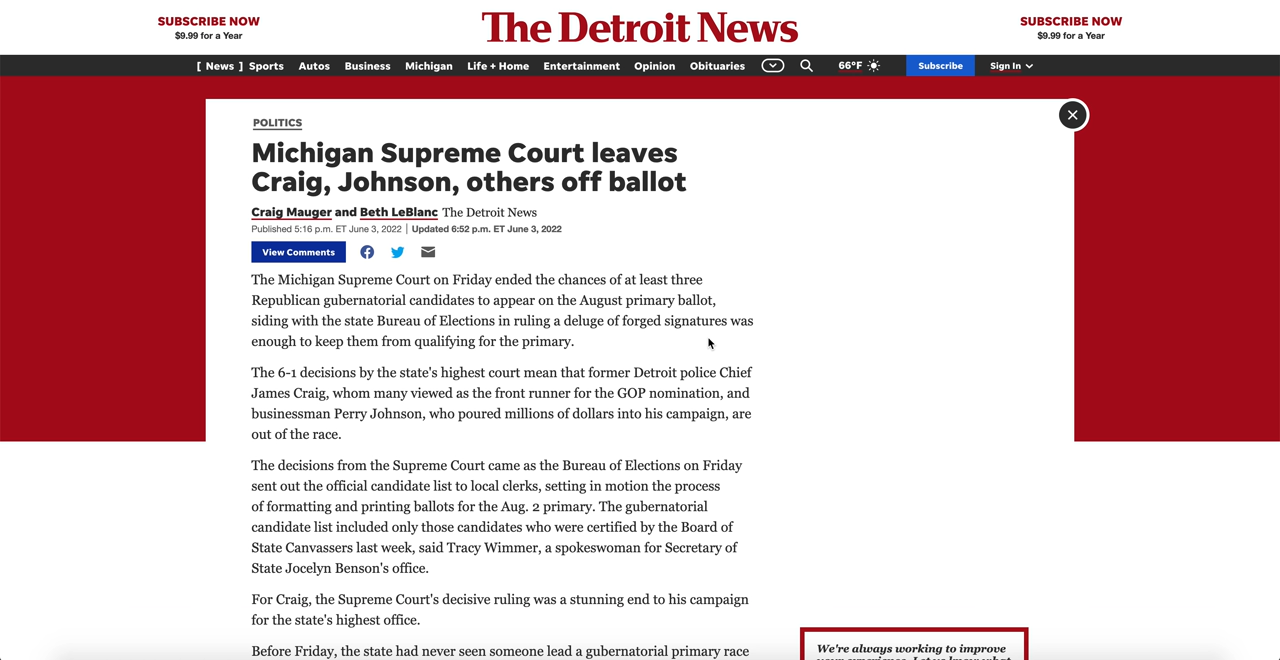 SUBSCRIBE NOW
$9.99 for a Year
The Detroit News
SUBSCRIBE NOW
$9.99 for a Year
[ News ] Sports Autos Business Michigan Life + Home Entertainment Opinion Obituaries 66°F Subscribe Sign In
POLITICS
Michigan Supreme Court leaves
Craig, Johnson, others off ballot
Craig Mauger and Beth LeBlanc The Detroit News
Published 5:16 p.m. ET June 3, 2022 | Updated 6:52 p.m. ET June 3, 2022
View Comments
The Michigan Supreme Court on Friday ended the chances of at least three
Republican gubernatorial candidates to appear on the August primary ballot,
siding with the state Bureau of Elections in ruling a deluge of forged signatures was
enough to keep them from qualifying for the primary.
The 6-1 decisions by the state's highest court mean that former Detroit police Chief
James Craig, whom many viewed as the front runner for the GOP nomination, and
businessman Perry Johnson, who poured millions of dollars into his campaign, are
out of the race.
The decisions from the Supreme Court came as the Bureau of Elections on Friday
sent out the official candidate list to local clerks, setting in motion the process
of formatting and printing ballots for the Aug. 2 primary. The gubernatorial
candidate list included only those candidates who were certified by the Board of
State Canvassers last week, said Tracy Wimmer, a spokeswoman for Secretary of
State Jocelyn Benson's office.
For Craig, the Supreme Court's decisive ruling was a stunning end to his campaign
for the state's highest office.
Before Friday, the state had never seen someone lead a gubernatorial primary race
We're always working to improve